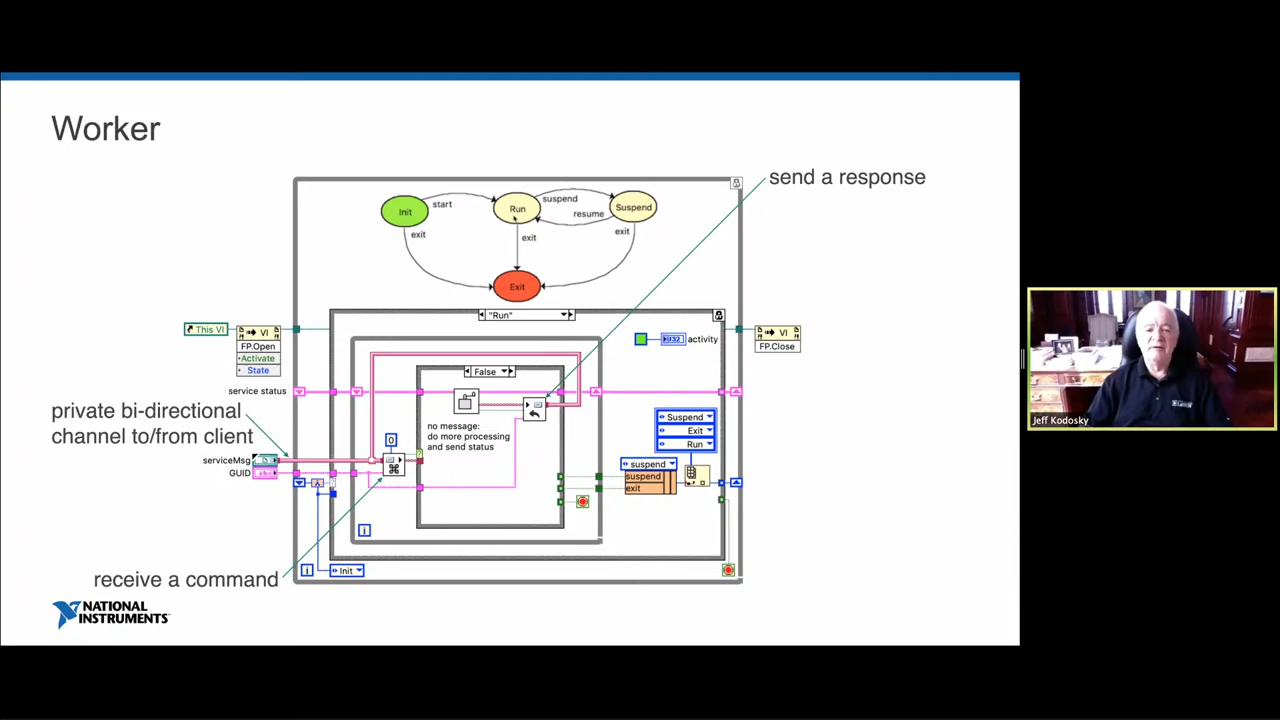 Worker
send a response
Init
start
Run
suspend
resume
Suspend
exit
exit
exit
Exit
"Run"
This VI
VI
FP.Open
Activate
State
U32
activity
VI
FP.Close
False
service status
private bi-directional
channel to/from client
no message:
do more processing
and send status
0
Suspend
Exit
Run
serviceMsg
GUID
abc
suspend
suspend
exit
i
i
Init
receive a command
NATIONAL
INSTRUMENTS
Jeff Kodosky